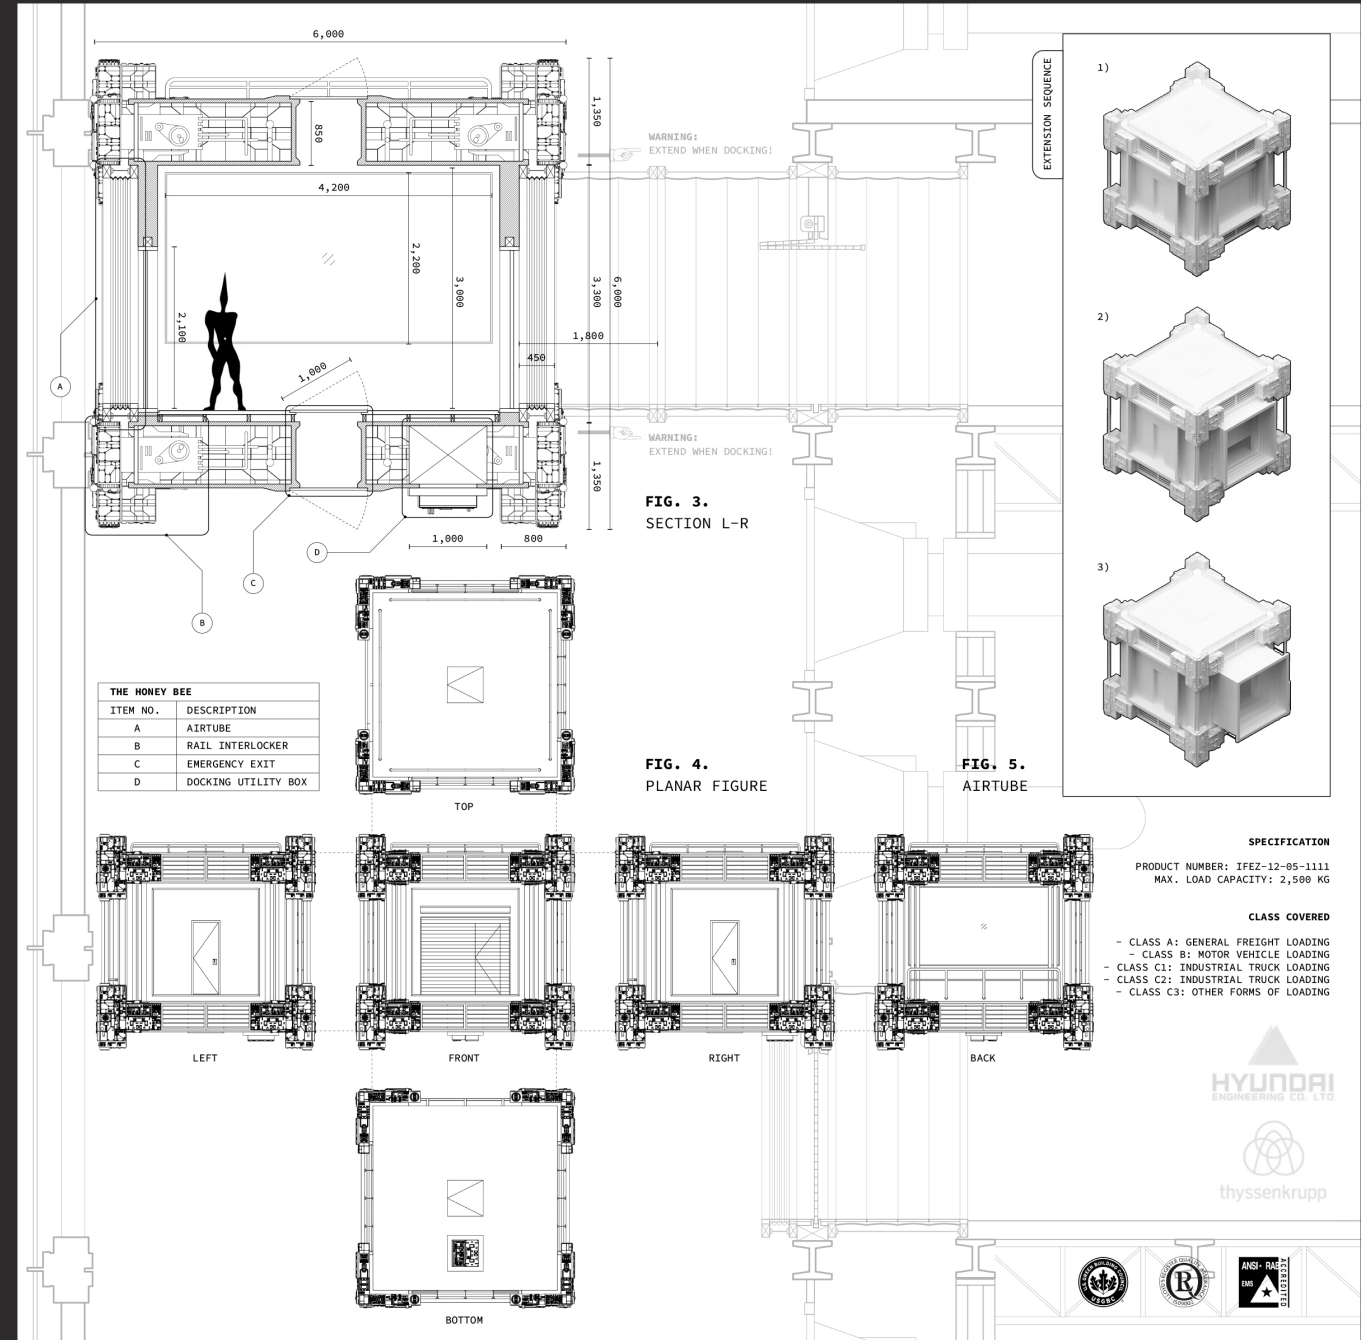 6,000
1,350
850
WARNING:
EXTEND WHEN DOCKING!
4,200
2,200
3,000
3,300
6,000
2,100
1,800
450
1,000
A
WARNING:
EXTEND WHEN DOCKING!
1,350
FIG. 3.
SECTION L-R
1,000
800
D
C
B
EXTENSION SEQUENCE
1)
2)
3)
THE HONEY BEE
ITEM NO. DESCRIPTION
A AIRTUBE
B RAIL INTERLOCKER
C EMERGENCY EXIT
D DOCKING UTILITY BOX
TOP
FIG. 4.
PLANAR FIGURE
FIG. 5.
AIRTUBE
LEFT
FRONT
RIGHT
BACK
BOTTOM
SPECIFICATION
PRODUCT NUMBER: IFEZ-12-05-1111
MAX. LOAD CAPACITY: 2,500 KG
CLASS COVERED
- CLASS A: GENERAL FREIGHT LOADING
- CLASS B: MOTOR VEHICLE LOADING
- CLASS C1: INDUSTRIAL TRUCK LOADING
- CLASS C2: INDUSTRIAL TRUCK LOADING
- CLASS C3: OTHER FORMS OF LOADING
HYUNDAI
ENGINEERING CO. LTD.
thyssenkrupp
U.S. GREEN BUILDING COUNCIL
USGBC
LR
ANSI • RAB
EMS
ACCREDITED